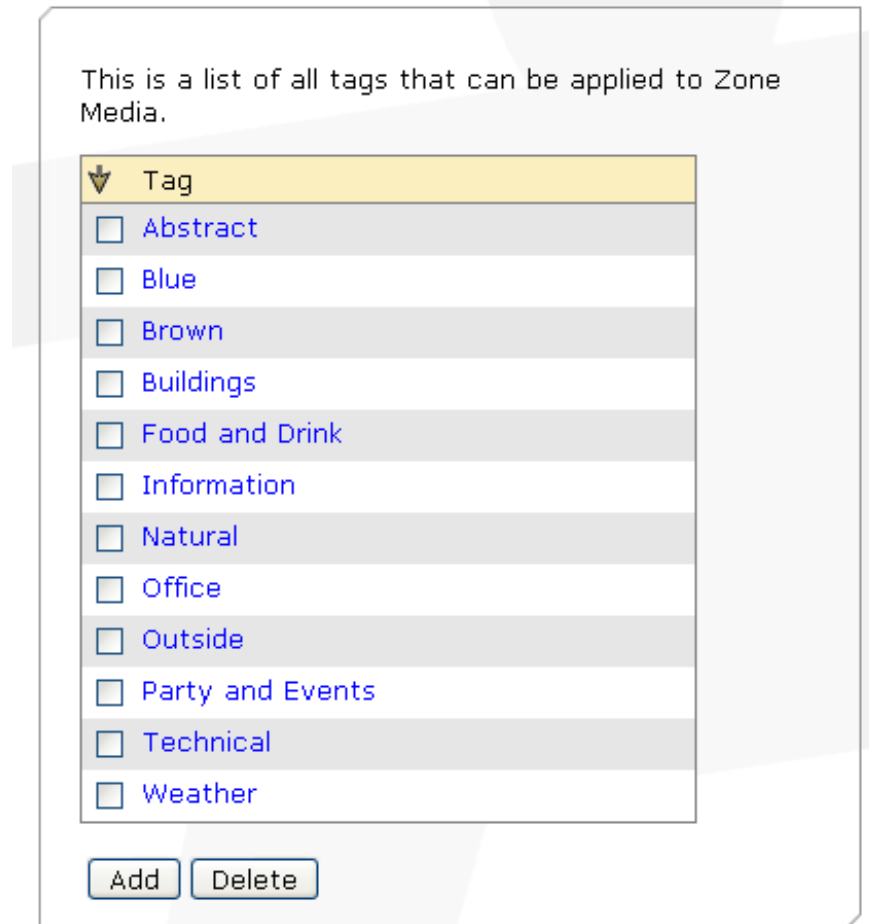 This is a list of all tags that can be applied to Zone
Media.
Tag
Abstract
Blue
Brown
Buildings
Food and Drink
Information
Natural
Office
Outside
Party and Events
Technical
Weather
Add Delete